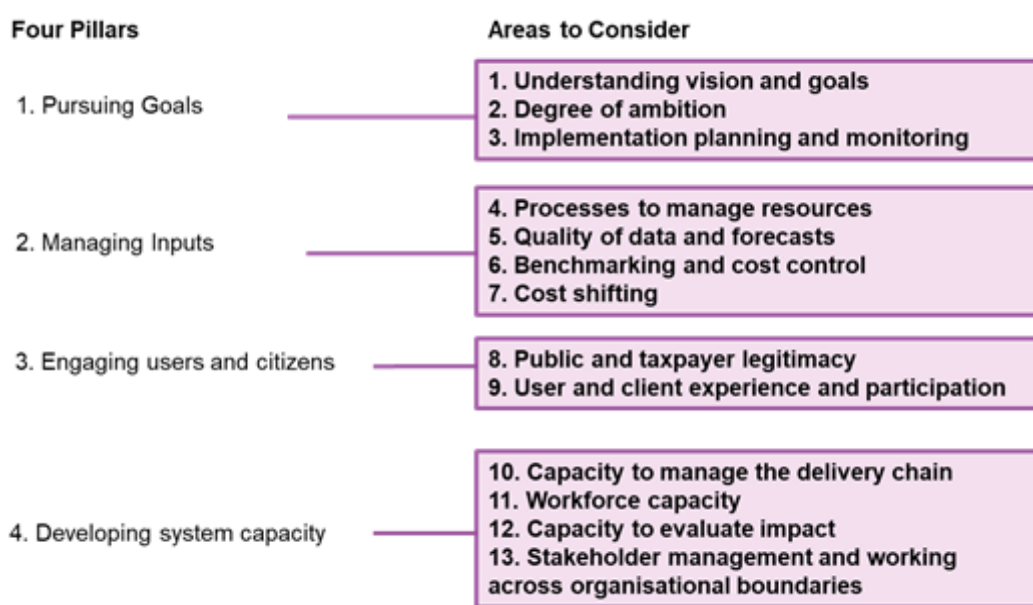 Four Pillars
Areas to Consider
1. Pursuing Goals
1. Understanding vision and goals
2. Degree of ambition
3. Implementation planning and monitoring
2. Managing Inputs
4. Processes to manage resources
5. Quality of data and forecasts
6. Benchmarking and cost control
7. Cost shifting
3. Engaging users and citizens
8. Public and taxpayer legitimacy
9. User and client experience and participation
4. Developing system capacity
10. Capacity to manage the delivery chain
11. Workforce capacity
12. Capacity to evaluate impact
13. Stakeholder management and working
across organisational boundaries